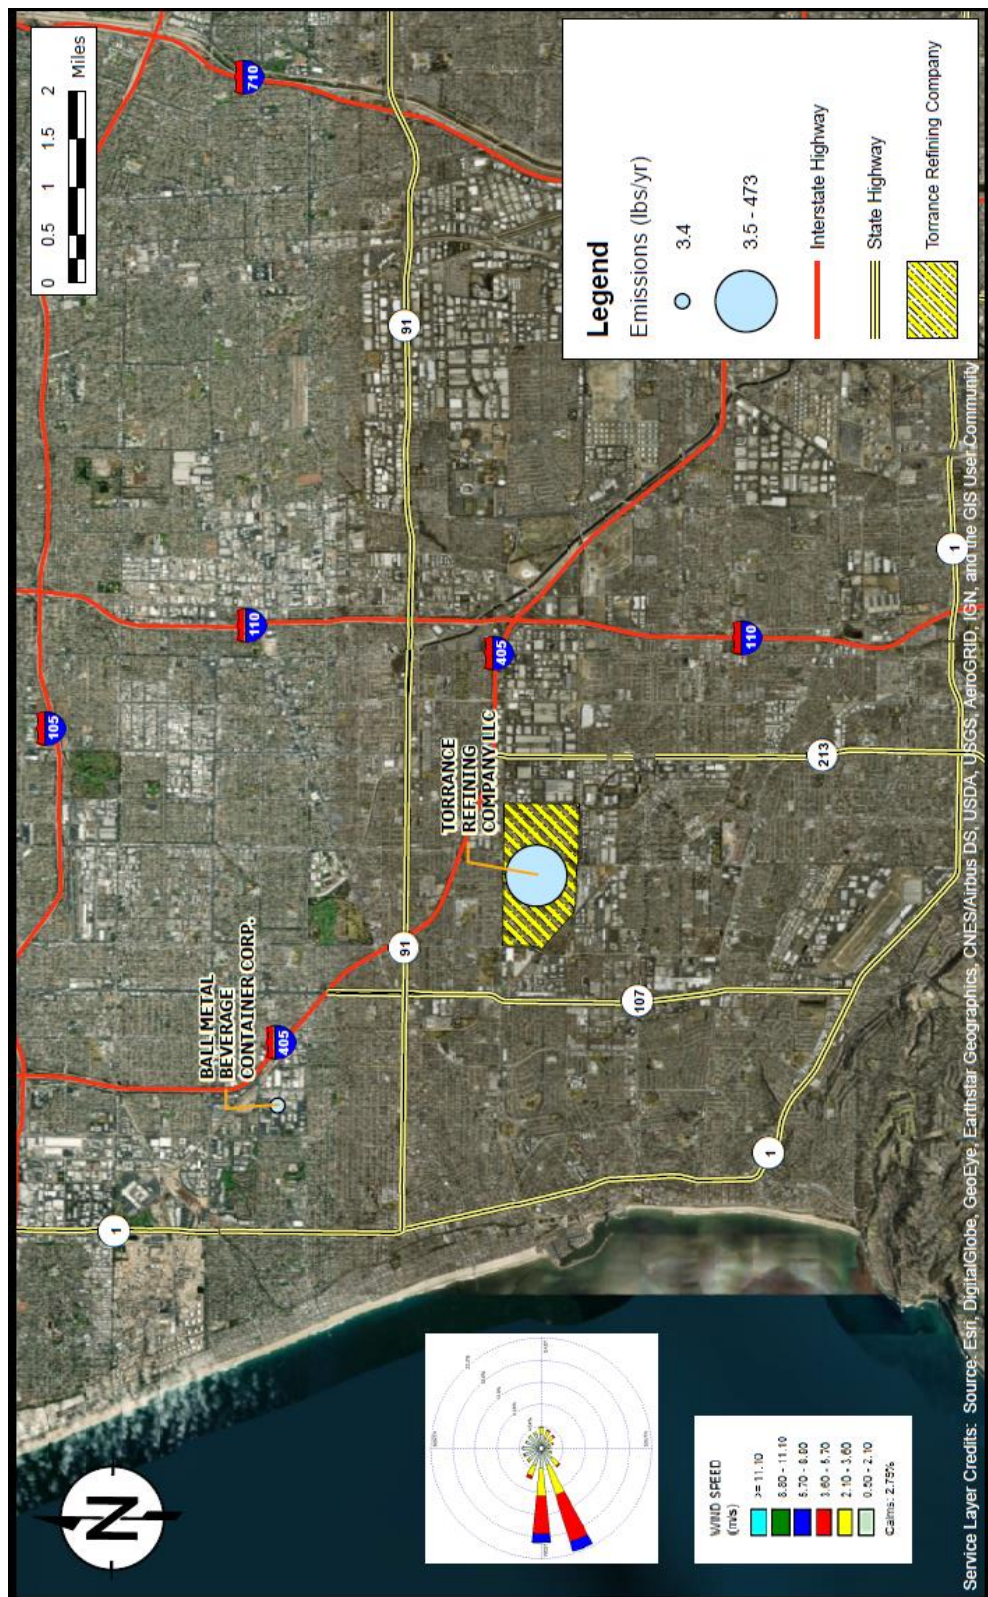 0 0.5 1 1.5 2
Miles
710
105
110
91
BALL METAL
BEVERAGE
CONTAINER CORP.
405
1
91
TORRANCE
REFINING
COMPANY LLC
405
107
213
110
1
1
Legend
Emissions (lbs/yr)
3.4
3.5 - 473
Interstate Highway
State Highway
Torrance Refining Company
N
WIND SPEED
(m/s)
>= 11.10
8.80 - 11.10
5.70 - 8.80
3.60 - 5.70
2.10 - 3.60
0.50 - 2.10
Calms: 2.75%
Service Layer Credits: Source: Esri, DigitalGlobe, GeoEye, Earthstar Geographics, CNES/Airbus DS, USDA, USGS, AeroGRID, IGN, and the GIS User Community